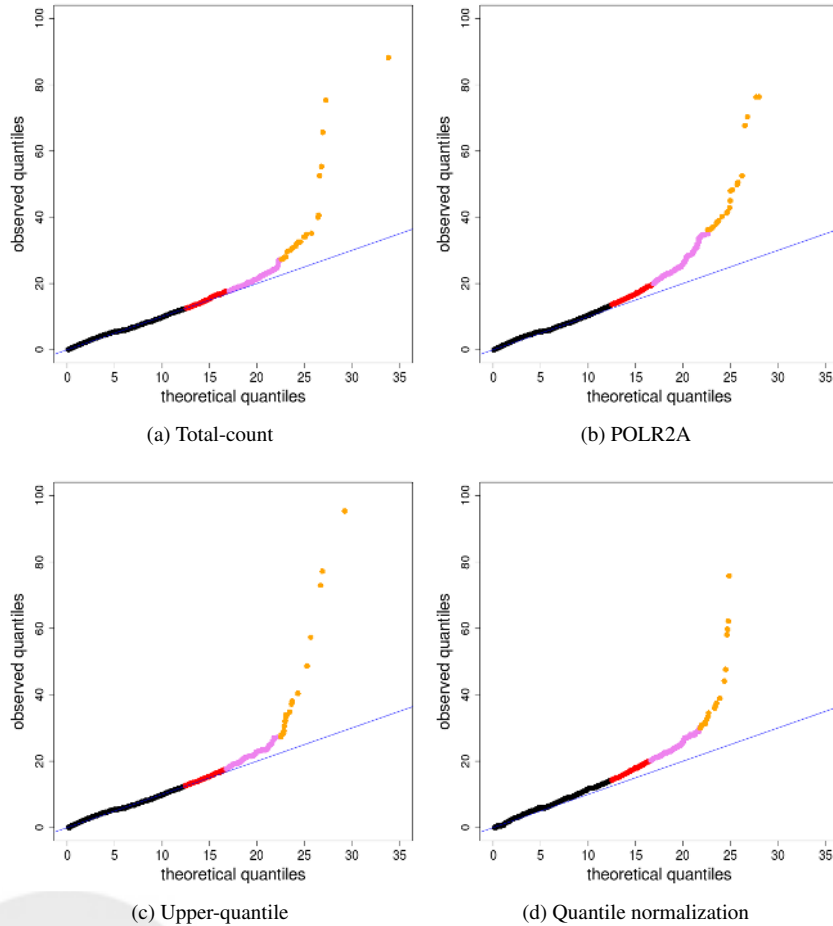 100
80
60
40
20
0
observed quantiles
0 5 10 15 20 25 30 35
theoretical quantiles
(a) Total-count
100
80
60
40
20
0
observed quantiles
0 5 10 15 20 25 30 35
theoretical quantiles
(b) POLR2A
100
80
60
40
20
0
observed quantiles
0 5 10 15 20 25 30 35
theoretical quantiles
(c) Upper-quantile
100
80
60
40
20
0
observed quantiles
0 5 10 15 20 25 30 35
theoretical quantiles
(d) Quantile normalization